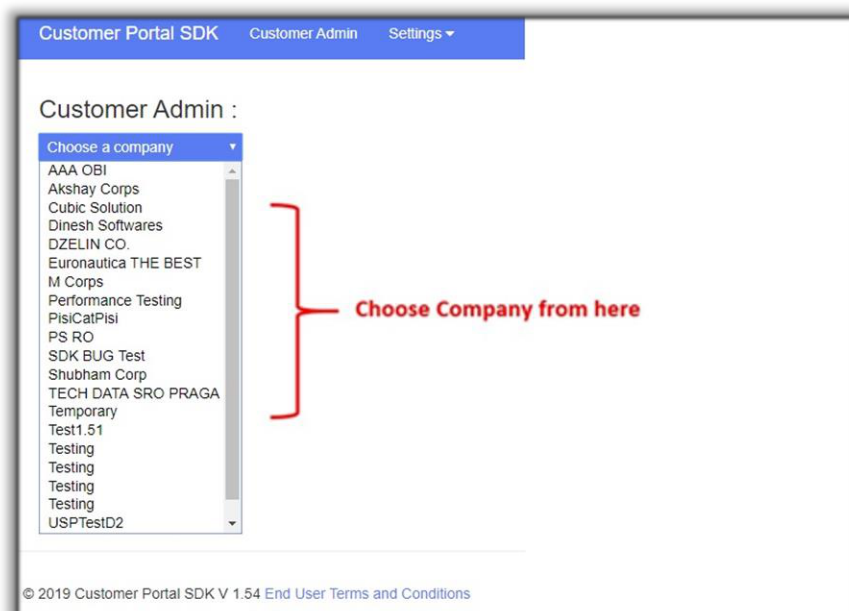 Customer Portal SDK Customer Admin Settings
Customer Admin :
Choose a company
AAA OBI
Akshay Corps
Cubic Solution
Dinesh Softwares
DZELIN CO.
Euronautica THE BEST
M Corps
Performance Testing
PisiCatPisi
PS RO
SDK BUG Test
Shubham Corp
TECH DATA SRO PRAGA
Temporary
Test1.51
Testing
Testing
Testing
Testing
USPTestD2
Choose Company from here
© 2019 Customer Portal SDK V 1.54 End User Terms and Conditions